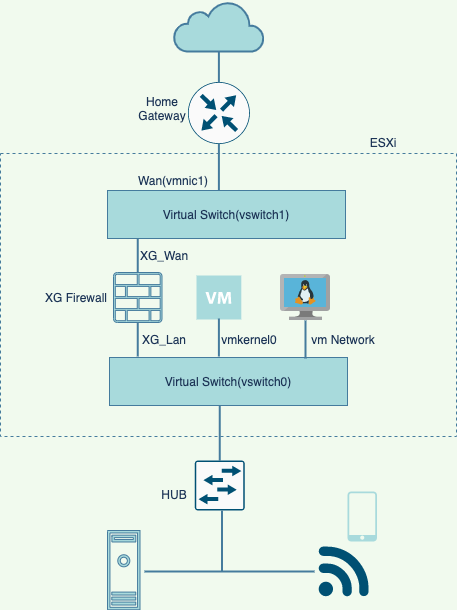 Home
Gateway
ESXi
Wan(vmnic1)
Virtual Switch(vswitch1)
XG_Wan
XG Firewall
VM
XG_Lan
vmkernel0
vm Network
Virtual Switch(vswitch0)
HUB